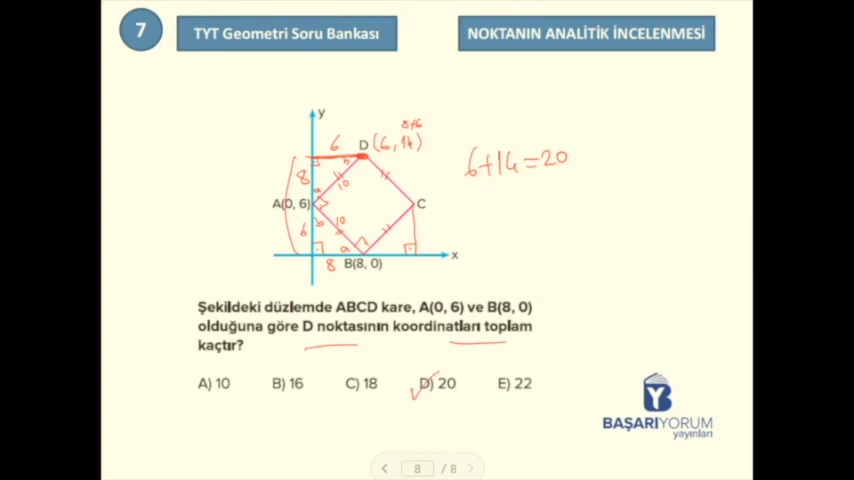 7
TYT Geometri Soru Bankası
NOKTANIN ANALİTİK İNCELENMESİ
y
8+6
6 D (6, 14)
6+14=20
b
8
a 10
A(0, 6)
C
b 10
6
a
x
8 B(8, 0)
Şekildeki düzlemde ABCD kare, A(0, 6) ve B(8, 0)
olduğuna göre D noktasının koordinatları toplam
kaçtır?
A) 10 B) 16 C) 18 D) 20 E) 22
BAŞARIYORUM
yayınları
8 / 8